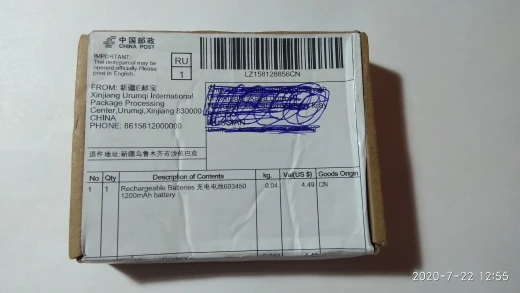 中国邮政
CHINA POST
IMPORTANT:
The item/parcel may be
opened officially. Please
print in English.
RU
1
LZ158128856CN
FROM: 新疆E邮宝
Xinjiang Urumqi International
Package Processing
Center,Urumqi,Xinjiang 830000
CHINA
PHONE: 8615812000000
退件地址:新疆乌鲁木齐市沙依巴克
No Qty Description of Contents kg. Val(US $) Goods Origin
1 1 Rechargeable Batteries 充电电池603450 0.04 4.49 CN
1200mAh battery
2020-7-22 12:55